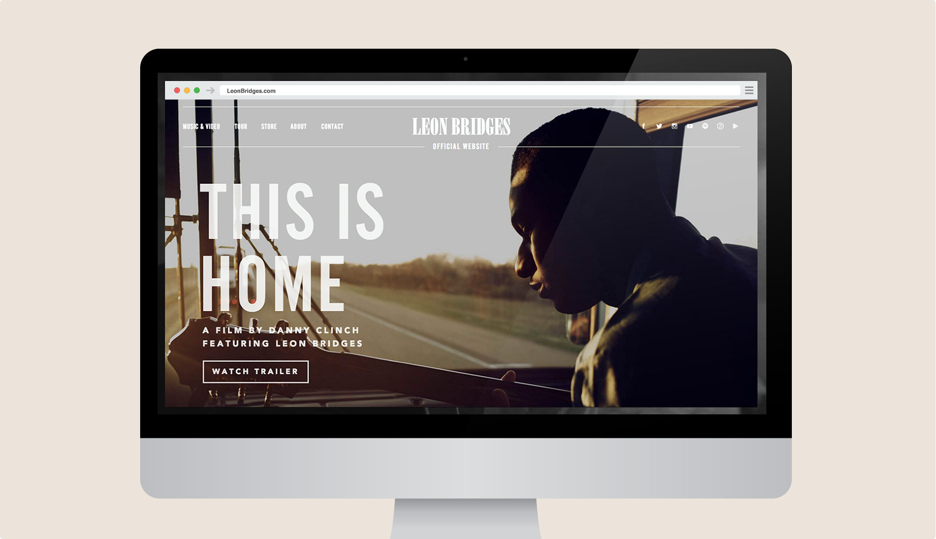 LeonBridges.com
MUSIC & VIDEO TOUR STORE ABOUT CONTACT
LEON BRIDGES
OFFICIAL WEBSITE
THIS IS
HOME
A FILM BY DANNY CLINCH
FEATURING LEON BRIDGES
WATCH TRAILER